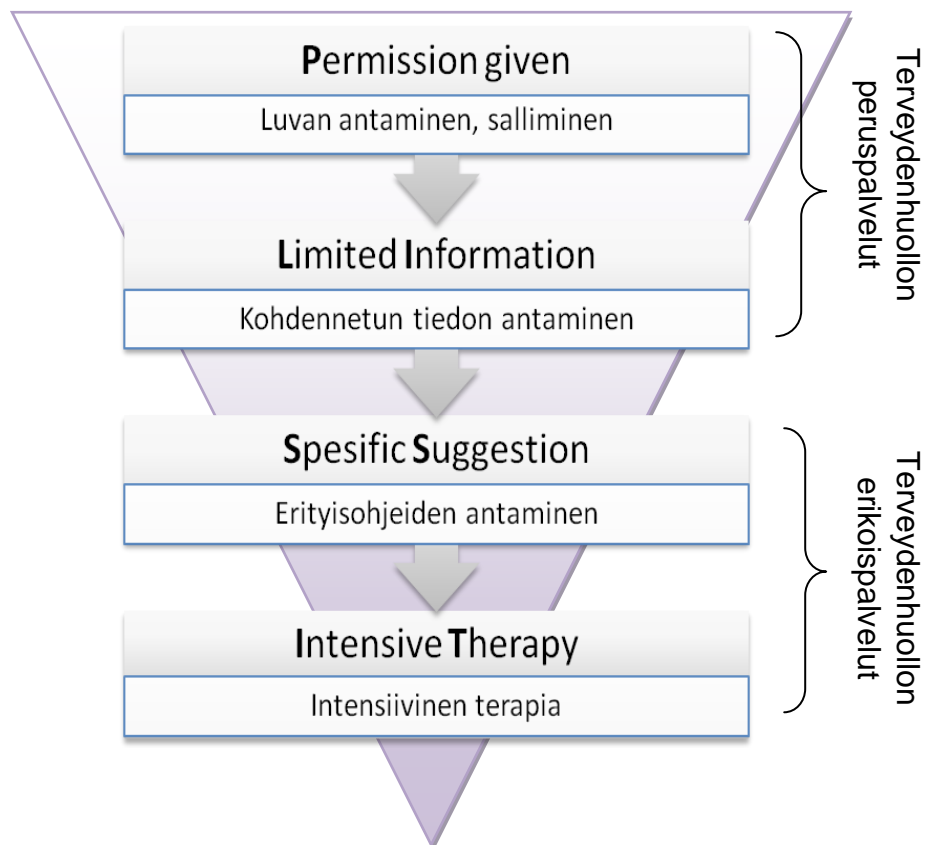 Permission given
Luvan antaminen, salliminen
Limited Information
Kohdennetun tiedon antaminen
Terveydenhuollon
peruspalvelut
Spesific Suggestion
Erityisohjeiden antaminen
Intensive Therapy
Intensiivinen terapia
Terveydenhuollon
erikoispalvelut